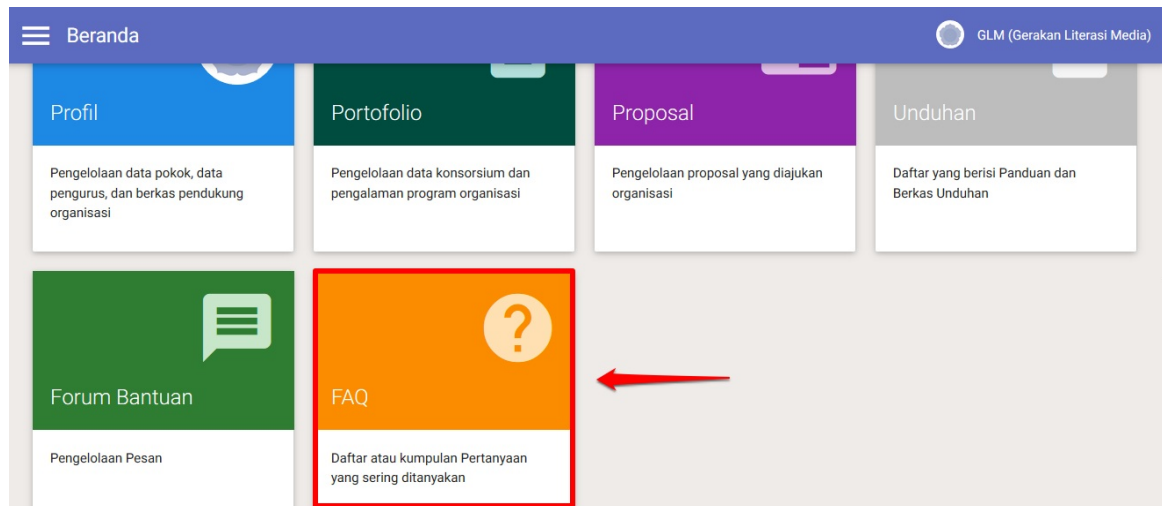 Beranda
GLM (Gerakan Literasi Media)
Profil
Pengelolaan data pokok, data
pengurus, dan berkas pendukung
organisasi
Portofolio
Pengelolaan data konsorsium dan
pengalaman program organisasi
Proposal
Pengelolaan proposal yang diajukan
organisasi
Unduhan
Daftar yang berisi Panduan dan
Berkas Unduhan
Forum Bantuan
Pengelolaan Pesan
?
FAQ
Daftar atau kumpulan Pertanyaan
yang sering ditanyakan